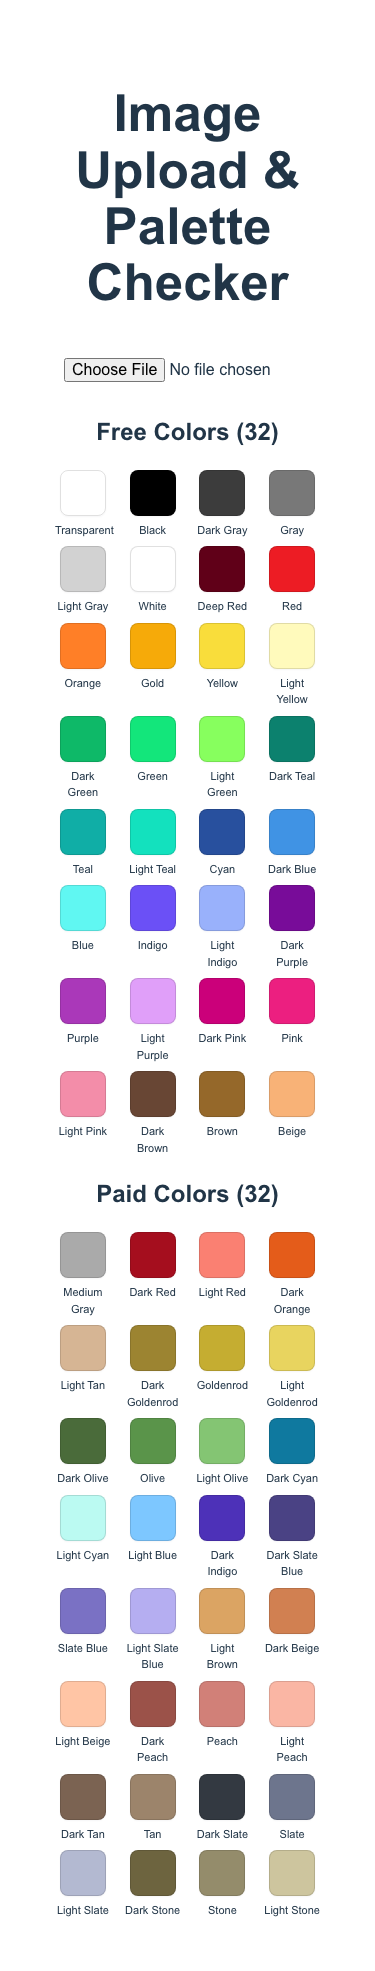 Image
Upload &
Palette
Checker
Choose File No file chosen
Free Colors (32)
Transparent Black Dark Gray Gray
Light Gray White Deep Red Red
Orange Gold Yellow Light
Yellow
Dark
Green Green Light
Green Dark Teal
Teal Light Teal Cyan Dark Blue
Blue Indigo Light
Indigo Dark
Purple
Purple Light
Purple Dark Pink Pink
Light Pink Dark
Brown Brown Beige
Paid Colors (32)
Medium
Gray Dark Red Light Red Dark
Orange
Light Tan Dark
Goldenrod Goldenrod Light
Goldenrod
Dark Olive Olive Light Olive Dark Cyan
Light Cyan Light Blue Dark
Indigo Dark Slate
Blue
Slate Blue Light Slate
Blue Light
Brown Dark Beige
Light Beige Dark
Peach Peach Light
Peach
Dark Tan Tan Dark Slate Slate
Light Slate Dark Stone Stone Light Stone